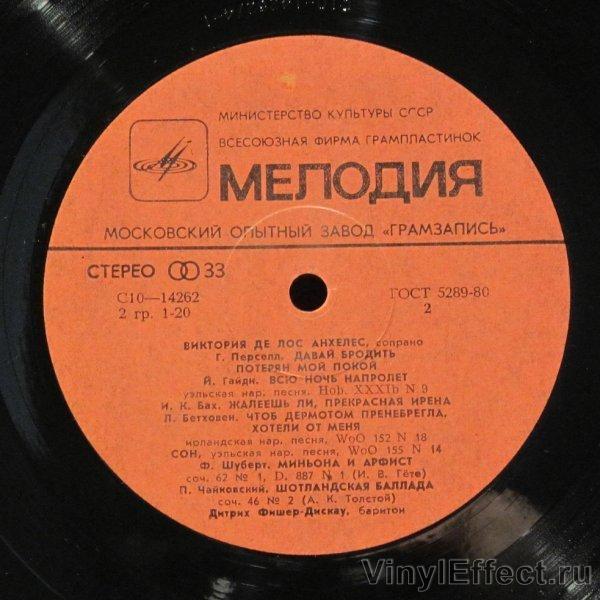 МИНИСТЕРСТВО КУЛЬТУРЫ СССР
ВСЕСОЮЗНАЯ ФИРМА ГРАМПЛАСТИНОК
МЕЛОДИЯ
МОСКОВСКИЙ ОПЫТНЫЙ ЗАВОД «ГРАМЗАПИСЬ»
СТЕРЕО 33
С10—14262
2 гр. 1-20
ГОСТ 5289-80
2
ВИКТОРИЯ ДЕ ЛОС АНХЕЛЕС, сопрано
Г. Перселл. ДАВАЙ БРОДИТЬ
ПОТЕРЯН МОЙ ПОКОЙ
Й. Гайдн. ВСЮ НОЧЬ НАПРОЛЕТ
уэльская нар. песня. Hob. XXXIb N 9
И. К. Бах. ЖАЛЕЕШЬ ЛИ, ПРЕКРАСНАЯ ИРЕНА
Л. Бетховен. ЧТОБ ДЕРМОТОМ ПРЕНЕБРЕГЛА,
ХОТЕЛИ ОТ МЕНЯ
ирландская нар. песня, WoO 152 N 18
СОН, уэльская нар. песня, WoO 155 N 14
Ф. Шуберт. МИНЬОНА И АРФИСТ
соч. 62 № 1, D. 887 № 1 (И. В. Гёте)
П. Чайковский. ШОТЛАНДСКАЯ БАЛЛАДА
соч. 46 № 2 (А. К. Толстой)
Дитрих Фишер-Дискау, баритон
VinylEffect.ru